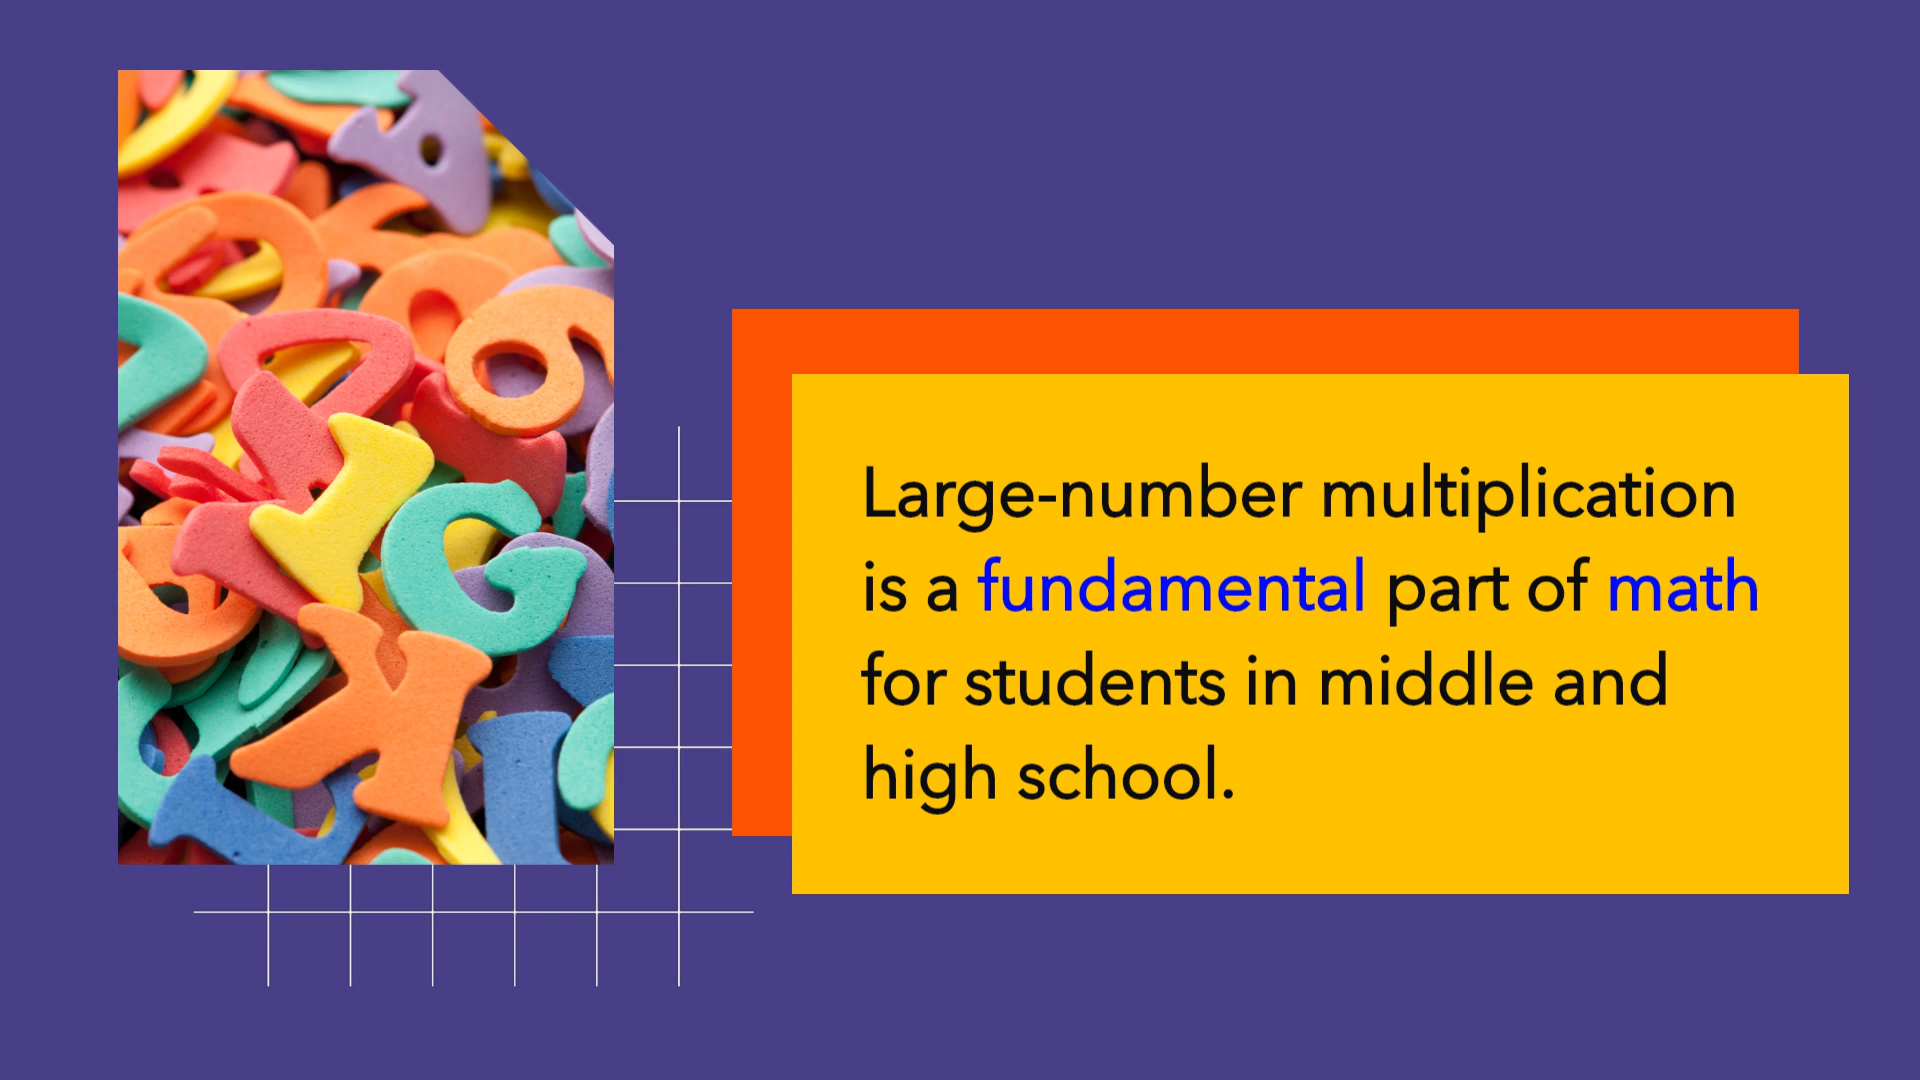 Large-number multiplication
is a fundamental part of math
for students in middle and
high school.